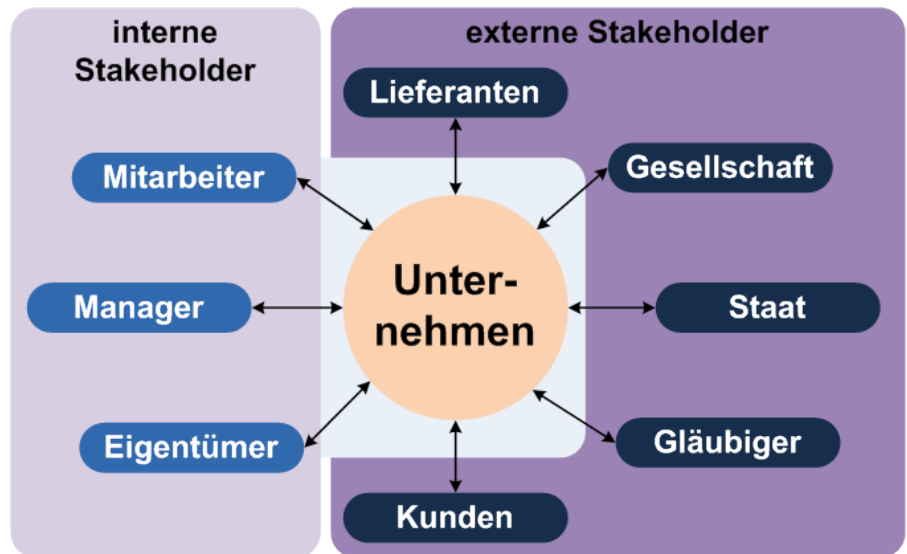 interne
Stakeholder
externe Stakeholder
Lieferanten
Mitarbeiter
Gesellschaft
Unter-
nehmen
Manager
Staat
Eigentümer
Gläubiger
Kunden